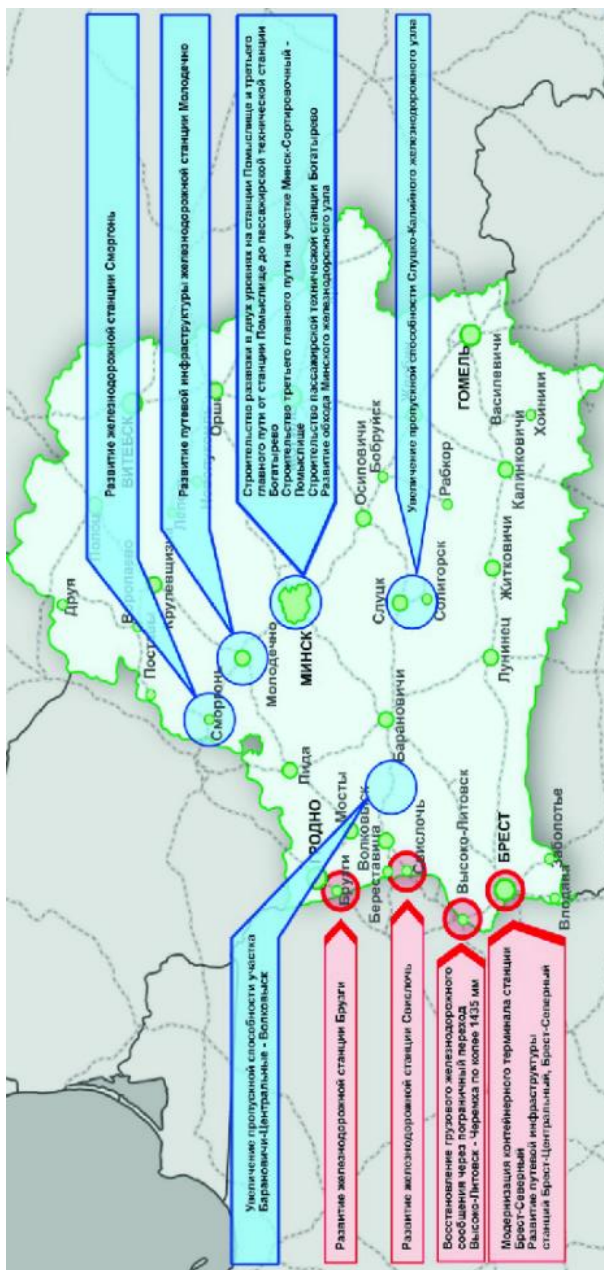 Развитие железнодорожной станции Сморгонь
Развитие путевой инфраструктуры железнодорожной станции Молодечно
Строительство развязки в двух уровнях на станции Помыслище и третьего
главного пути от станции Помыслище до пассажирской технической станции
Богатырево
Строительство третьего главного пути на участке Минск-Сортировочный -
Помыслище
Строительство пассажирской технической станции Богатырево
Развитие обхода Минского железнодорожного узла
Увеличение пропускной способности Слуцко-Калийного железнодорожного узла
Друя
ВИТЕБСК
Воропаево
Поставы
Крулевщизна
Орша
Сморгонь
Молодечно
МИНСК
Осиповичи
Бобруйск
Слуцк
Солигорск
Рабкор
ГОМЕЛЬ
Василевичи
Хойники
Калинковичи
Житковичи
Лунинец
Барановичи
Лида
Мосты
Волковыск
Берестовица
Свислочь
Брузги
Высоко-Литовск
БРЕСТ
Влодава
Заболотье
Увеличение пропускной способности участка
Барановичи-Центральные - Волковыск
Развитие железнодорожной станции Брузги
Развитие железнодорожной станции Свислочь
Восстановление грузового железнодорожного
сообщения через пограничный переход
Высоко-Литовск - Черемха по колее 1435 мм
Модернизация контейнерного терминала станции
Брест-Северный
Развитие путевой инфраструктуры
станций Брест-Центральный, Брест-Северный